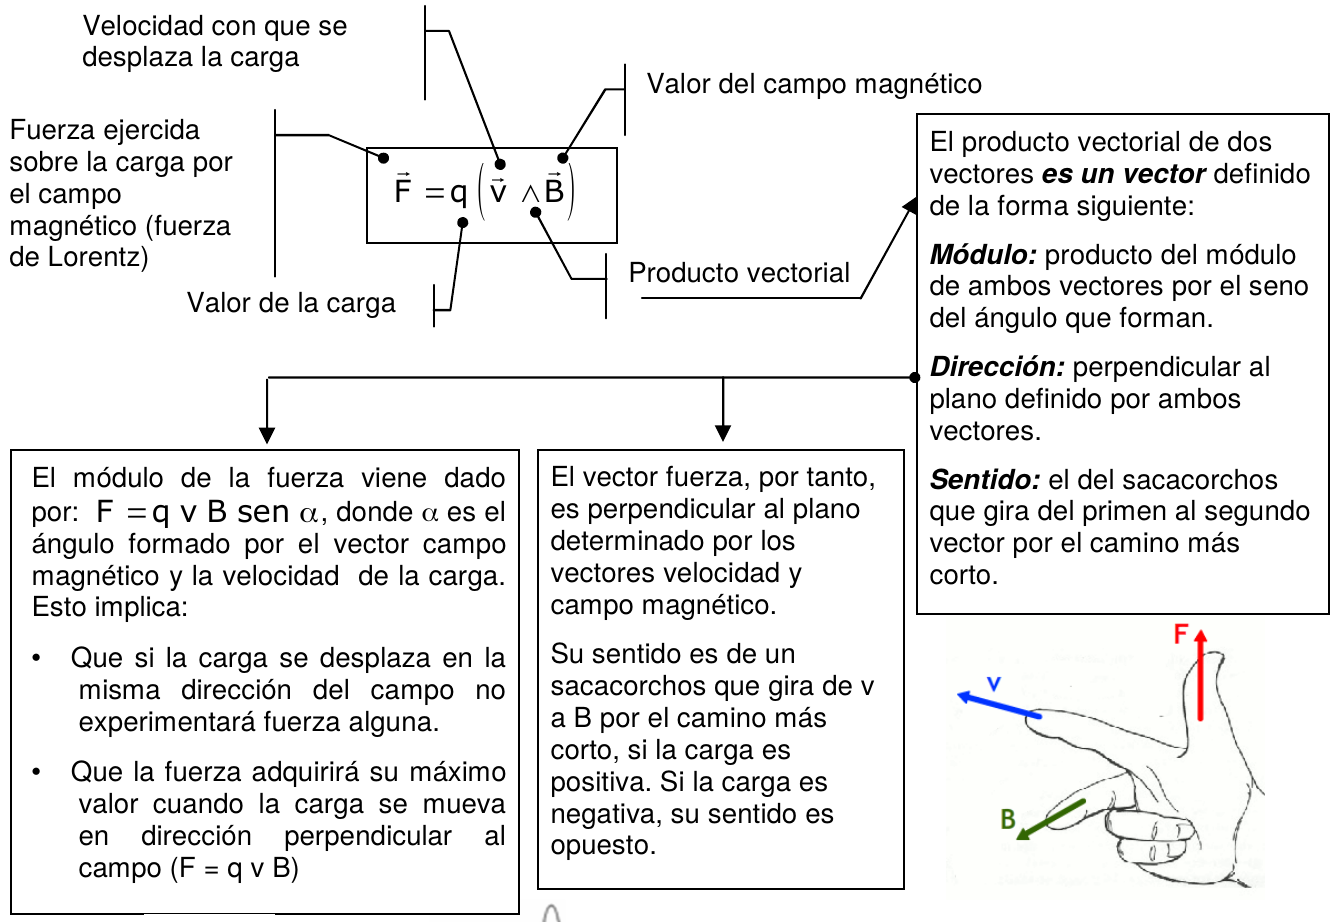 Velocidad con que se
desplaza la carga
Valor del campo magnético
Fuerza ejercida
sobre la carga por
el campo
magnético (fuerza
de Lorentz)
F⃗ = q (v⃗ ∧ B⃗)
Producto vectorial
Valor de la carga
El producto vectorial de dos
vectores es un vector definido
de la forma siguiente:
Módulo: producto del módulo
de ambos vectores por el seno
del ángulo que forman.
Dirección: perpendicular al
plano definido por ambos
vectores.
Sentido: el del sacacorchos
que gira del primen al segundo
vector por el camino más
corto.
El módulo de la fuerza viene dado
por: F = q v B sen α, donde α es el
ángulo formado por el vector campo
magnético y la velocidad de la carga.
Esto implica:
• Que si la carga se desplaza en la
misma dirección del campo no
experimentará fuerza alguna.
• Que la fuerza adquirirá su máximo
valor cuando la carga se mueva
en dirección perpendicular al
campo (F = q v B)
El vector fuerza, por tanto,
es perpendicular al plano
determinado por los
vectores velocidad y
campo magnético.
Su sentido es de un
sacacorchos que gira de v
a B por el camino más
corto, si la carga es
positiva. Si la carga es
negativa, su sentido es
opuesto.
F
v
B